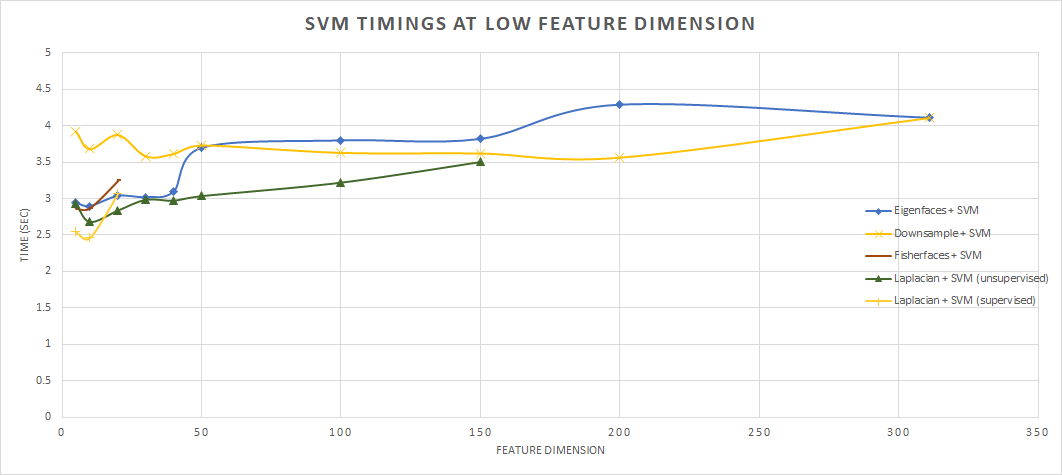 SVM TIMINGS AT LOW FEATURE DIMENSION
5
4.5
4
3.5
3
2.5
2
1.5
1
0.5
0
TIME (SEC)
0 50 100 150 200 250 300 350
FEATURE DIMENSION
Eigenfaces + SVM
Downsample + SVM
Fisherfaces + SVM
Laplacian + SVM (unsupervised)
Laplacian + SVM (supervised)